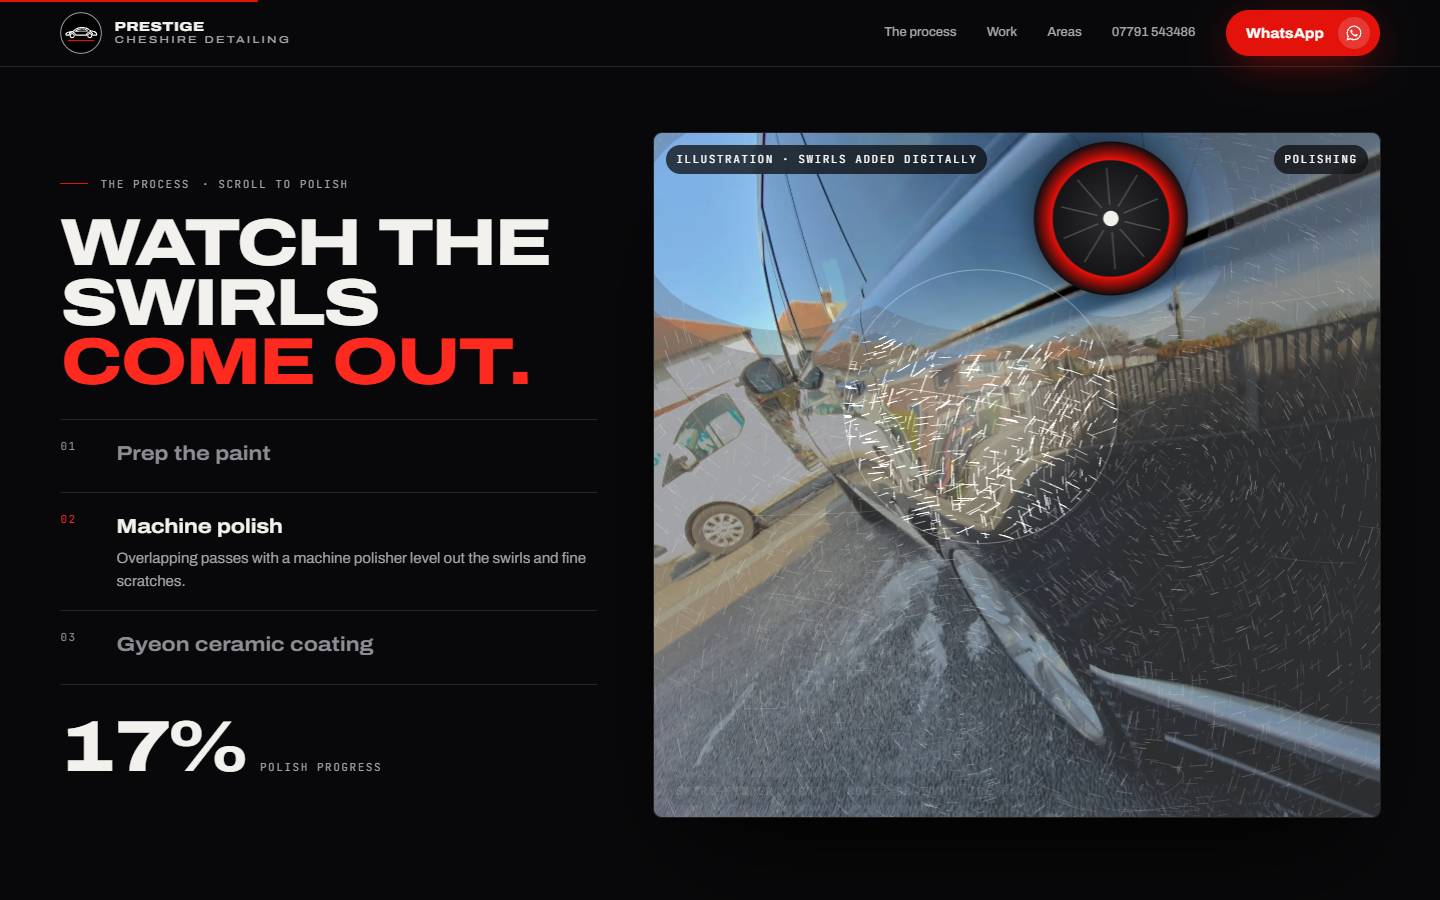 PRESTIGE
CHESHIRE DETAILING
The process
Work
Areas
07791 543486
WhatsApp
THE PROCESS · SCROLL TO POLISH
WATCH THE
SWIRLS
COME OUT.
01
Prep the paint
02
Machine polish
Overlapping passes with a machine polisher level out the swirls and fine
scratches.
03
Gyeon ceramic coating
17%
POLISH PROGRESS
ILLUSTRATION · SWIRLS ADDED DIGITALLY
POLISHING